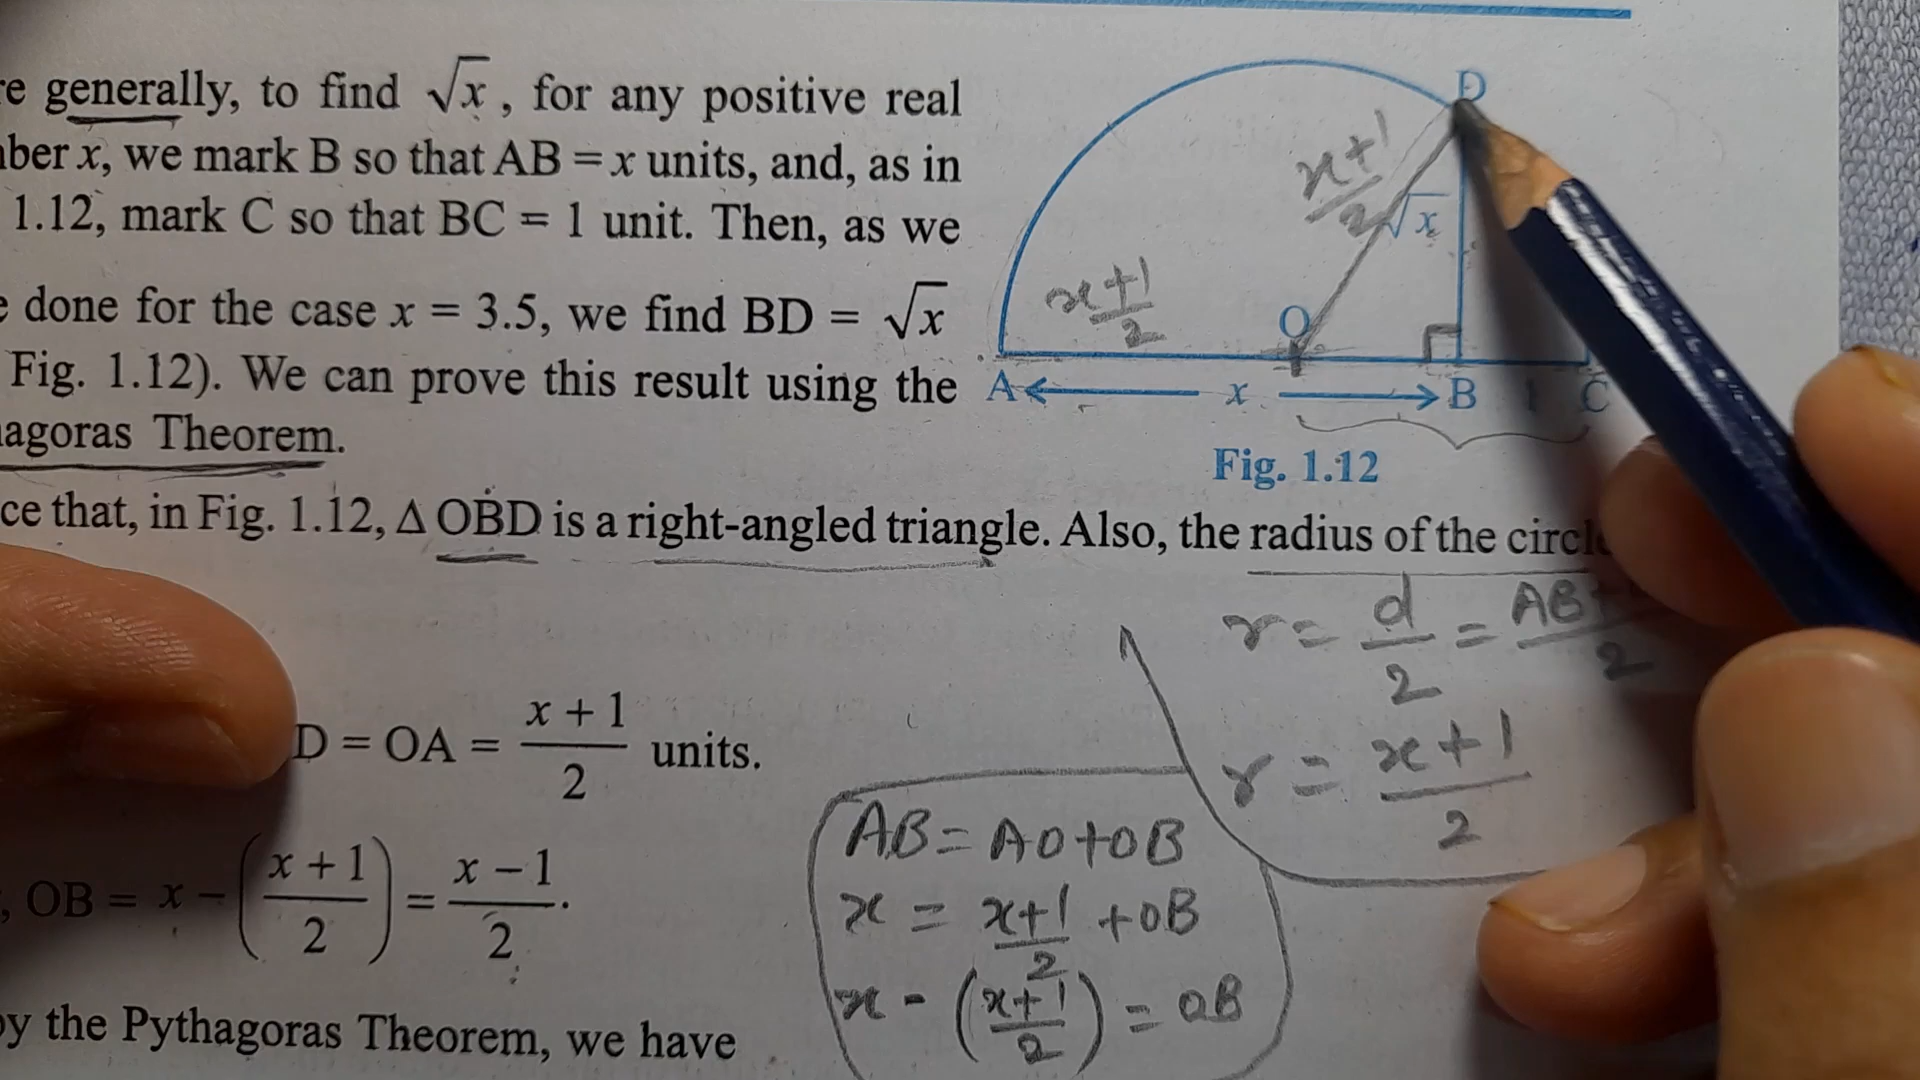 re generally, to find √x, for any positive real
ber x, we mark B so that AB = x units, and, as in
1.12, mark C so that BC = 1 unit. Then, as we
e done for the case x = 3.5, we find BD = √x
Fig. 1.12). We can prove this result using the
agoras Theorem.
D
x+1/2
√x
x+1/2
O
A x B 1 C
Fig. 1.12
ce that, in Fig. 1.12, Δ OBD is a right-angled triangle. Also, the radius of the circle
r = d/2 = AB+ /2
r = x+1/2
D = OA = (x + 1)/2 units.
, OB = x − ((x + 1)/2) = (x − 1)/2.
AB = AO+OB
x = x+1/2 +OB
x - (x+1/2) = OB
by the Pythagoras Theorem, we have